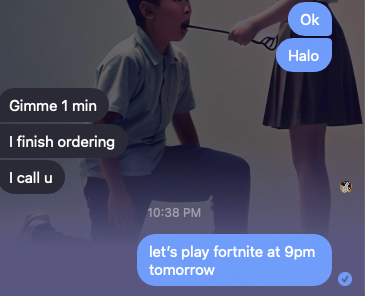 Ok
Halo
Gimme 1 min
I finish ordering
I call u
10:38 PM
let's play fortnite at 9pm
tomorrow